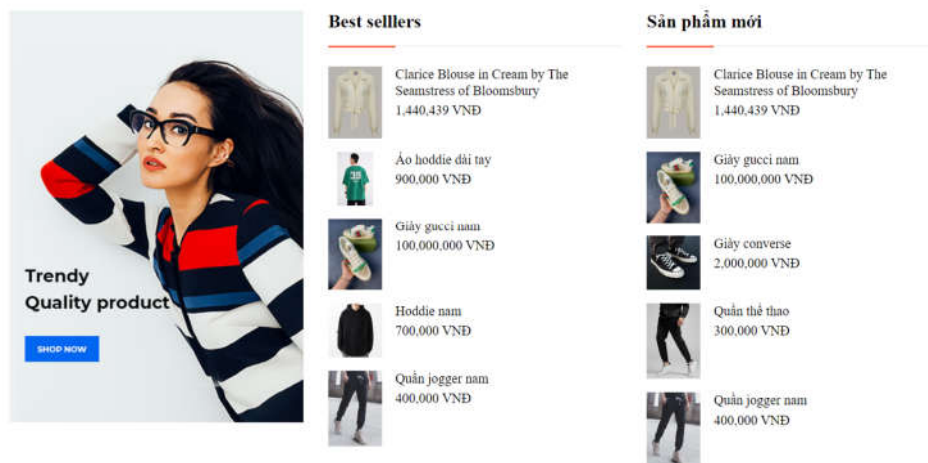 Trendy
Quality product
SHOP NOW
Best selllers
Clarice Blouse in Cream by The
Seamstress of Bloomsbury
1,440,439 VNĐ
Áo hoddie dài tay
900,000 VNĐ
Giày gucci nam
100,000,000 VNĐ
Hoddie nam
700,000 VNĐ
Quần jogger nam
400,000 VNĐ
Sản phẩm mới
Clarice Blouse in Cream by The
Seamstress of Bloomsbury
1,440,439 VNĐ
Giày gucci nam
100,000,000 VNĐ
Giày converse
2,000,000 VNĐ
Quần thể thao
300,000 VNĐ
Quần jogger nam
400,000 VNĐ